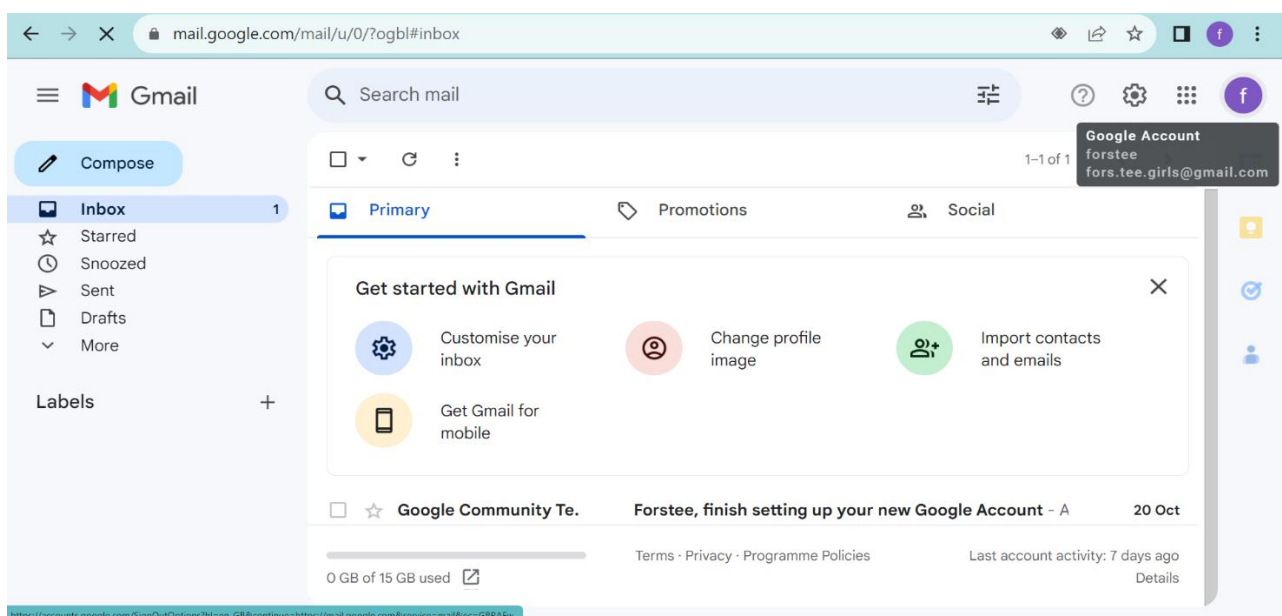 mail.google.com/mail/u/0/?ogbl#inbox
f
Gmail
Search mail
f
Google Account
forstee
fors.tee.girls@gmail.com
Compose
1–1 of 1
Inbox 1
Primary Promotions Social
Starred
Snoozed
Sent
Drafts
More
Labels
Get started with Gmail
Customise your
inbox
Change profile
image
Import contacts
and emails
Get Gmail for
mobile
Google Community Te. Forstee, finish setting up your new Google Account - A 20 Oct
0 GB of 15 GB used
Terms · Privacy · Programme Policies
Last account activity: 7 days ago
Details